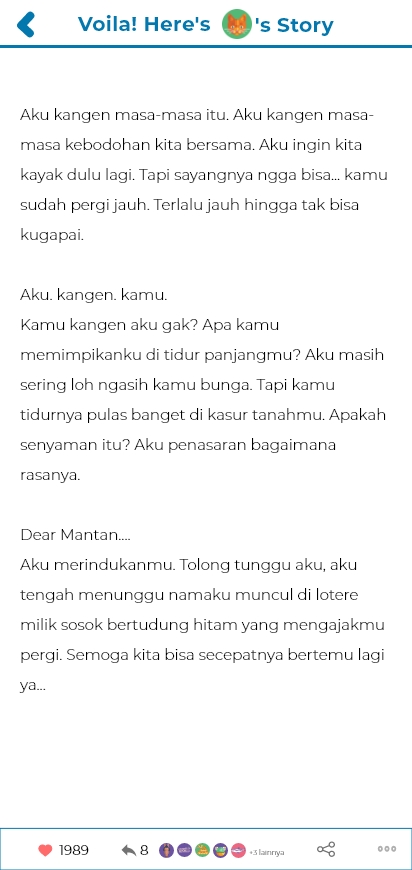 Voila! Here's 's Story
Aku kangen masa-masa itu. Aku kangen masa-
masa kebodohan kita bersama. Aku ingin kita
kayak dulu lagi. Tapi sayangnya ngga bisa... kamu
sudah pergi jauh. Terlalu jauh hingga tak bisa
kugapai.
Aku. kangen. kamu.
Kamu kangen aku gak? Apa kamu
memimpikanku di tidur panjangmu? Aku masih
sering loh ngasih kamu bunga. Tapi kamu
tidurnya pulas banget di kasur tanahmu. Apakah
senyaman itu? Aku penasaran bagaimana
rasanya.
Dear Mantan....
Aku merindukanmu. Tolong tunggu aku, aku
tengah menunggu namaku muncul di lotere
milik sosok bertudung hitam yang mengajakmu
pergi. Semoga kita bisa secepatnya bertemu lagi
ya...
1989 8 +3 lainnya